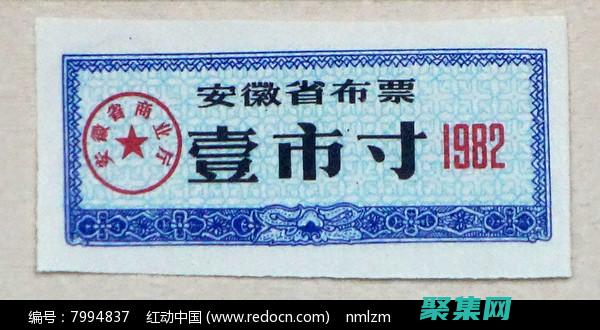 安徽省布票
安徽省商业厅
壹市寸
1982
编号：7994837 红动中国 (www.redocn.com) nmlzm
聚集网